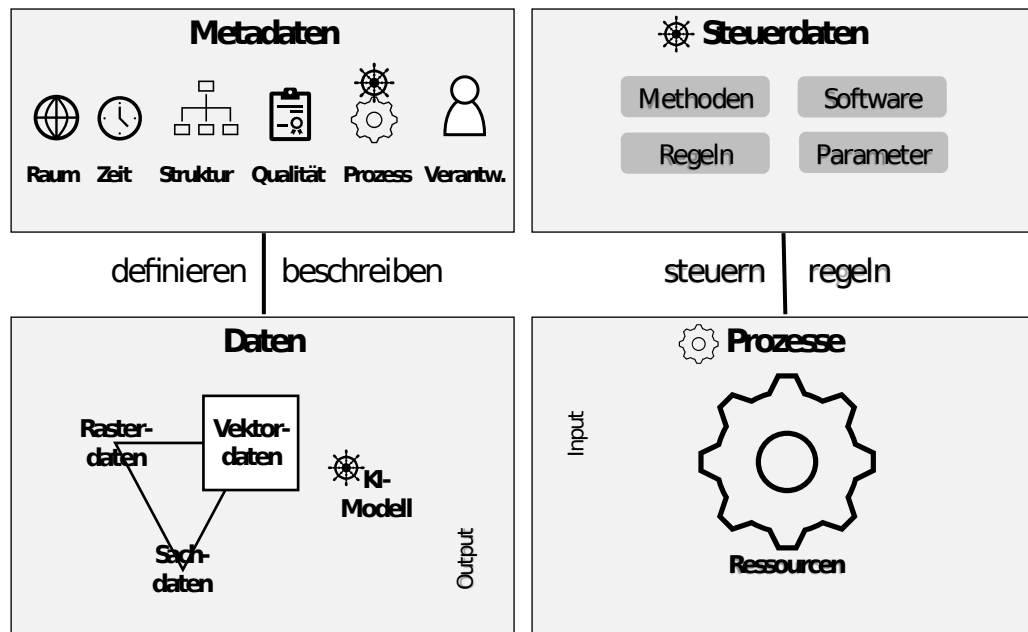 Metadaten
Raum Zeit Struktur Qualität Prozess Verantw.
Steuerdaten
Methoden Software
Regeln Parameter
definieren beschreiben
steuern regeln
Daten
Raster-
daten
Vektor-
daten
KI-
Modell
Sach-
daten
Output
Prozesse
Input
Ressourcen